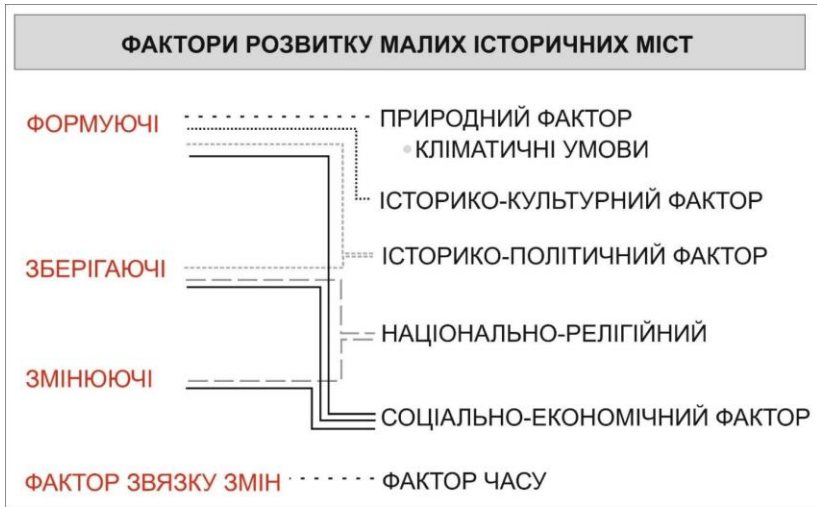 ФАКТОРИ РОЗВИТКУ МАЛИХ ІСТОРИЧНИХ МІСТ
ФОРМУЮЧІ
ПРИРОДНИЙ ФАКТОР
•КЛІМАТИЧНІ УМОВИ
ІСТОРИКО-КУЛЬТУРНИЙ ФАКТОР
ІСТОРИКО-ПОЛІТИЧНИЙ ФАКТОР
ЗБЕРІГАЮЧІ
НАЦІОНАЛЬНО-РЕЛІГІЙНИЙ
ЗМІНЮЮЧІ
СОЦІАЛЬНО-ЕКОНОМІЧНИЙ ФАКТОР
ФАКТОР ЗВЯЗКУ ЗМІН
ФАКТОР ЧАСУ